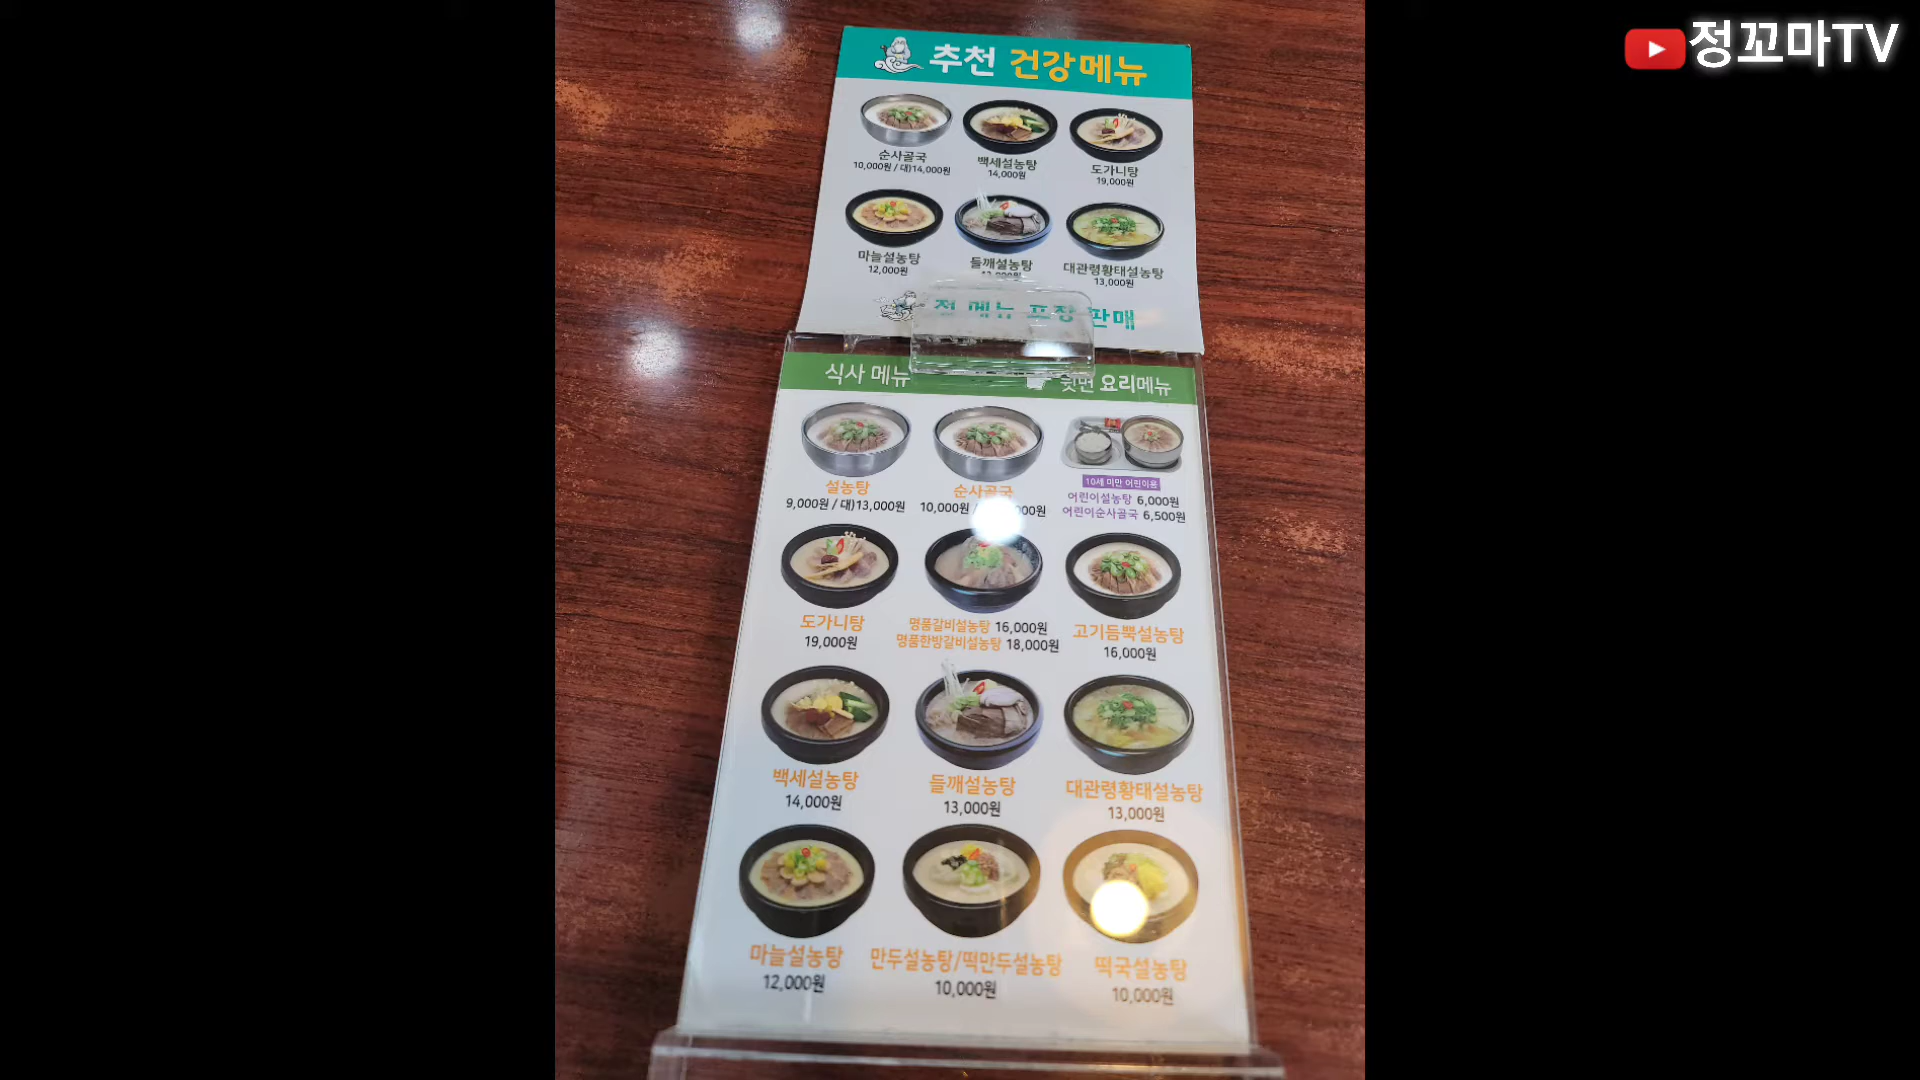 정꼬마TV
추천 건강메뉴
순사골국
10,000원 / 대)14,000원
백세설농탕
14,000원
도가니탕
19,000원
마늘설농탕
12,000원
들깨설농탕
13,000원
대관령황태설농탕
13,000원
전 메뉴 포장 판매
식사 메뉴
뒷면 요리메뉴
설농탕
9,000원 / 대)13,000원
순사골국
10,000원 /
10세 미만 어린이용
어린이설농탕 6,000원
어린이순사골국 6,500원
도가니탕
19,000원
명품갈비설농탕 16,000원
명품한방갈비설농탕 18,000원
고기듬뿍설농탕
16,000원
백세설농탕
14,000원
들깨설농탕
13,000원
대관령황태설농탕
13,000원
마늘설농탕
12,000원
만두설농탕/떡만두설농탕
10,000원
떡국설농탕
10,000원